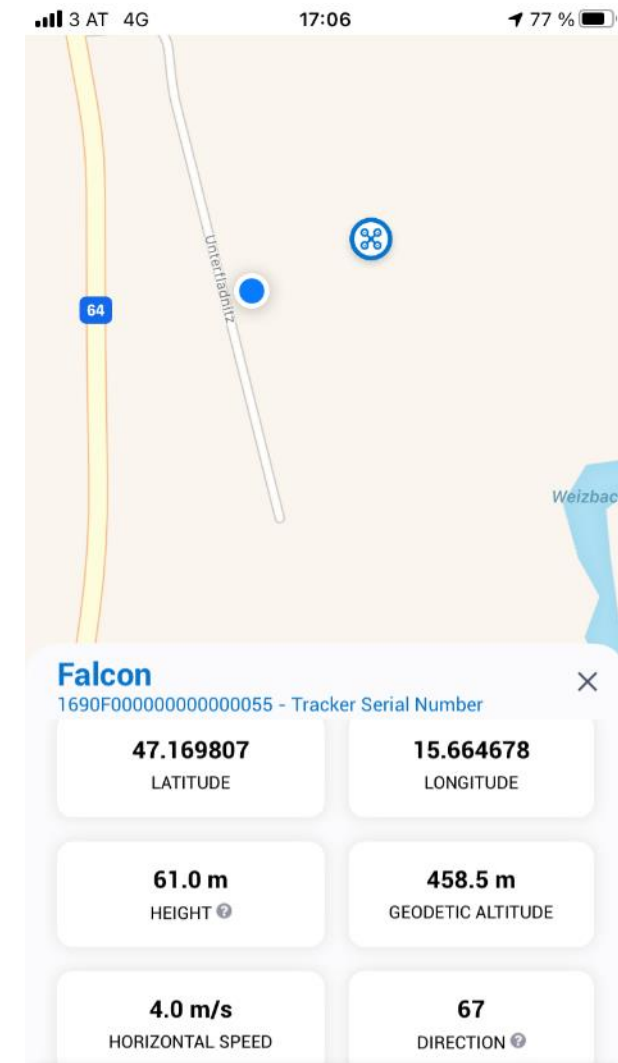 3 AT 4G 17:06 77 %
Unterfladnitz
64
Weizbac
Falcon
1690F000000000000055 - Tracker Serial Number
47.169807 15.664678
LATITUDE LONGITUDE
61.0 m 458.5 m
HEIGHT ? GEODETIC ALTITUDE
4.0 m/s 67
HORIZONTAL SPEED DIRECTION ?